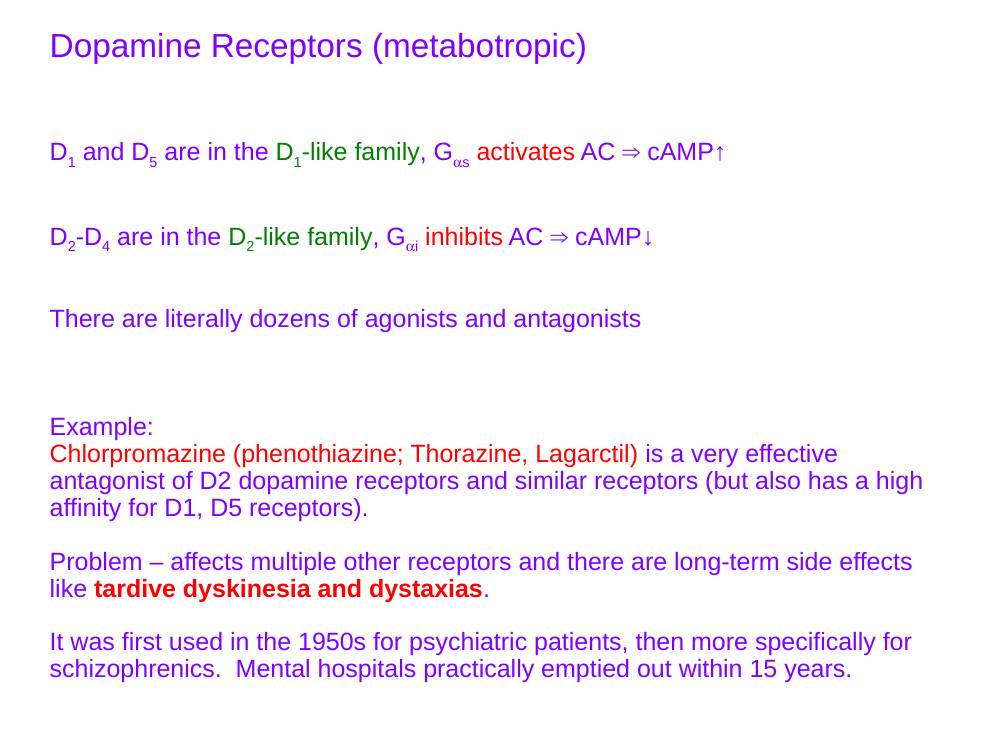 Dopamine Receptors (metabotropic)
D₁ and D₅ are in the D₁-like family, Gαs activates AC ⇒ cAMP↑
D₂-D₄ are in the D₂-like family, Gαi inhibits AC ⇒ cAMP↓
There are literally dozens of agonists and antagonists
Example:
Chlorpromazine (phenothiazine; Thorazine, Lagarctil) is a very effective
antagonist of D2 dopamine receptors and similar receptors (but also has a high
affinity for D1, D5 receptors).
Problem – affects multiple other receptors and there are long-term side effects
like tardive dyskinesia and dystaxias.
It was first used in the 1950s for psychiatric patients, then more specifically for
schizophrenics.  Mental hospitals practically emptied out within 15 years.